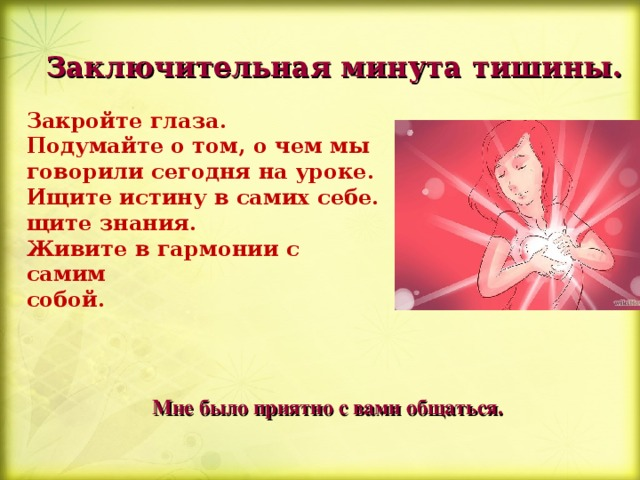 Заключительная минута тишины.
Закройте глаза.
Подумайте о том, о чем мы
говорили сегодня на уроке.
Ищите истину в самих себе.
щите знания.
Живите в гармонии с
самим
собой.
Мне было приятно с вами общаться.